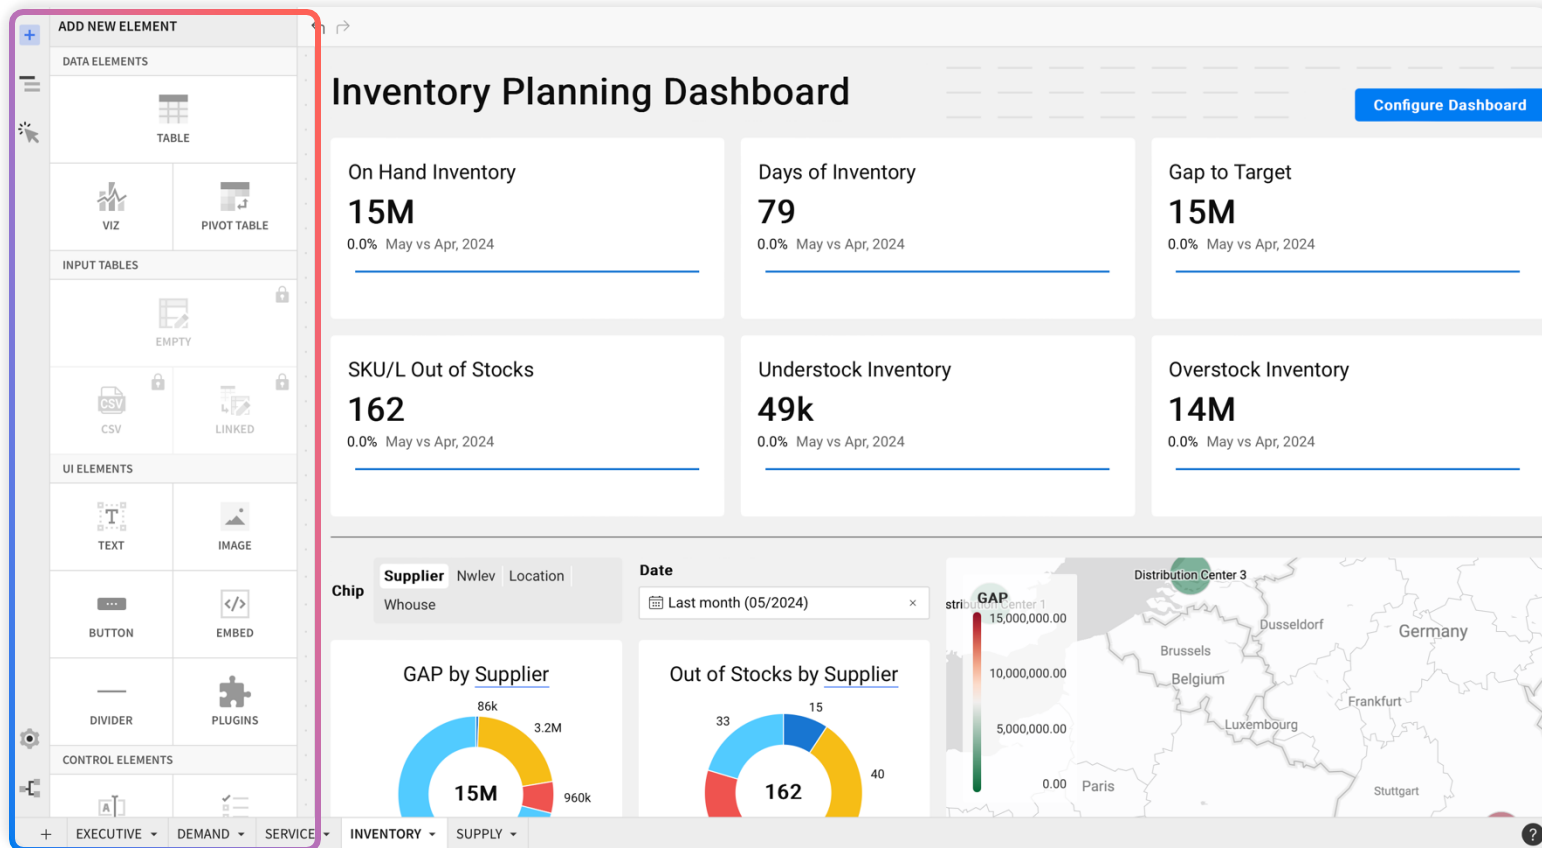 ADD NEW ELEMENT
DATA ELEMENTS
TABLE
VIZ
PIVOT TABLE
INPUT TABLES
EMPTY
CSV
CSV
LINKED
UI ELEMENTS
T
TEXT
IMAGE
BUTTON
</>
EMBED
DIVIDER
PLUGINS
CONTROL ELEMENTS
A
Inventory Planning Dashboard
Configure Dashboard
On Hand Inventory
15M
0.0% May vs Apr, 2024
Days of Inventory
79
0.0% May vs Apr, 2024
Gap to Target
15M
0.0% May vs Apr, 2024
SKU/L Out of Stocks
162
0.0% May vs Apr, 2024
Understock Inventory
49k
0.0% May vs Apr, 2024
Overstock Inventory
14M
0.0% May vs Apr, 2024
Chip
Supplier Nwlev Location
Whouse
Date
Last month (05/2024) ×
GAP by Supplier
86k
3.2M
960k
15M
Out of Stocks by Supplier
15
33
40
162
Distribution Center 3
Center 1
GAP
15,000,000.00
10,000,000.00
5,000,000.00
0.00
Dusseldorf
Germany
Brussels
Belgium
Frankfurt
Luxembourg
Paris
Stuttgart
+ EXECUTIVE DEMAND SERVICE INVENTORY SUPPLY
?